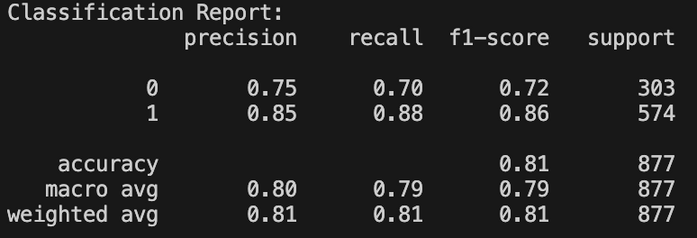 Classification Report:
precision recall f1-score support
0 0.75 0.70 0.72 303
1 0.85 0.88 0.86 574
accuracy 0.81 877
macro avg 0.80 0.79 0.79 877
weighted avg 0.81 0.81 0.81 877